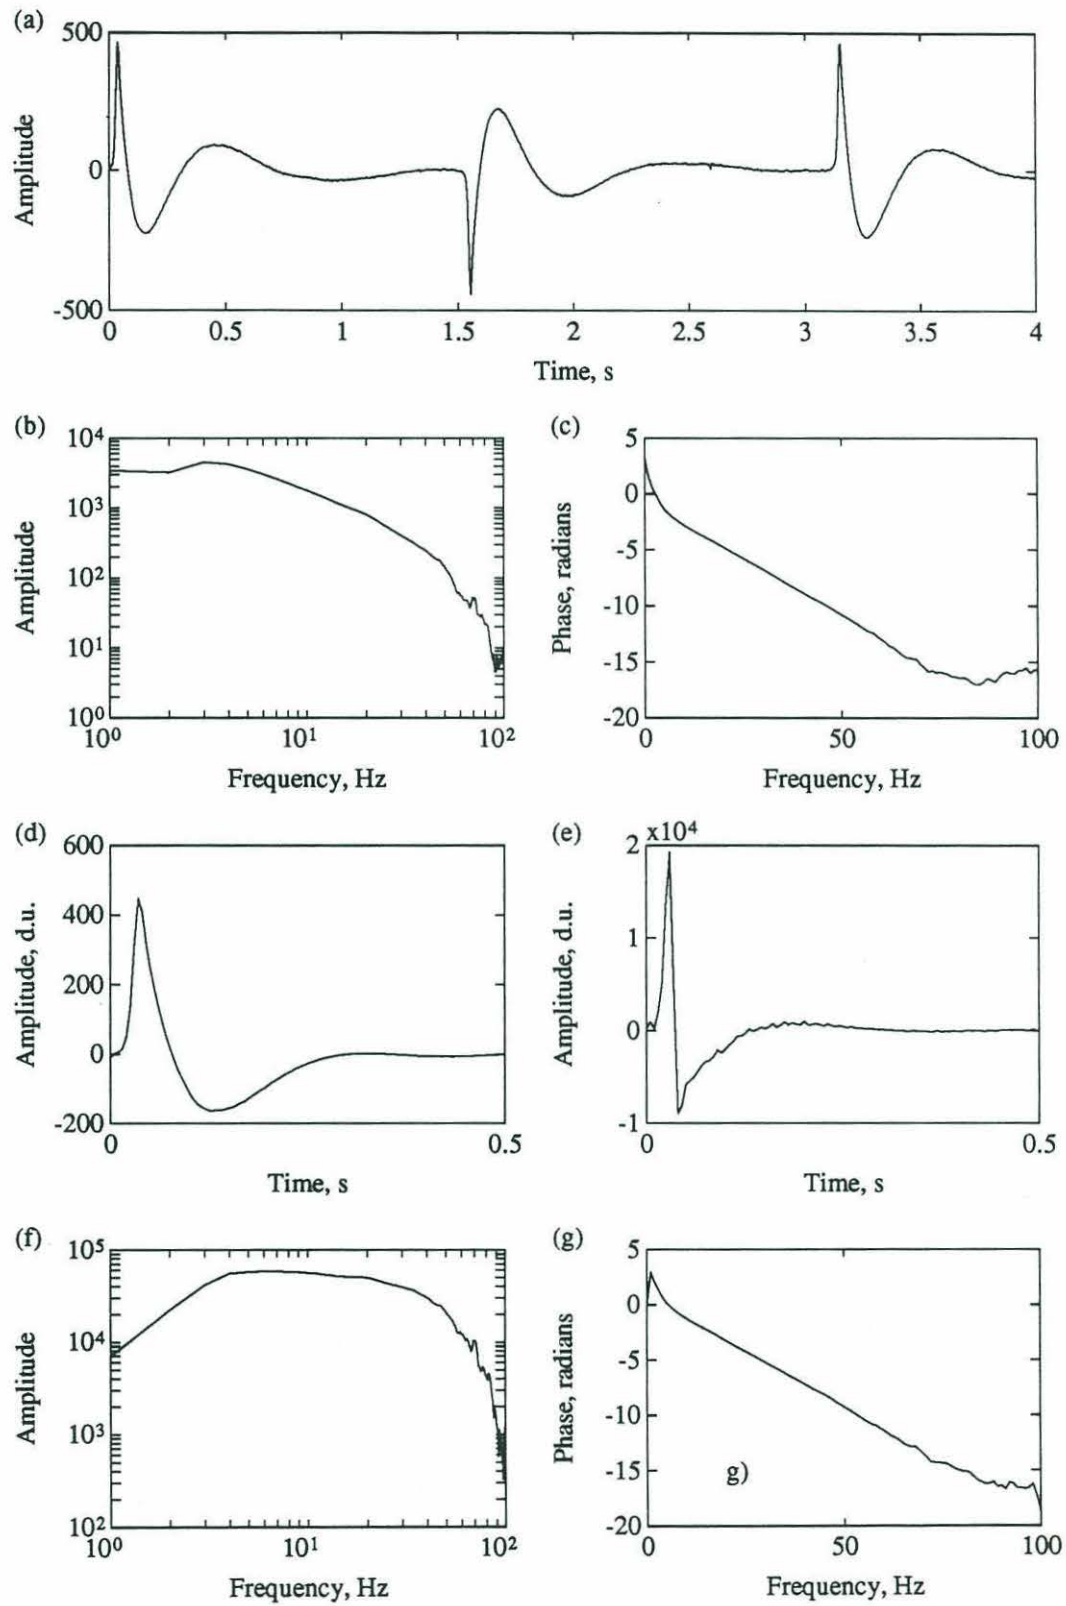 (a)
500
0
-500
Amplitude
0 0.5 1 1.5 2 2.5 3 3.5 4
Time, s
(b)
10⁴
10³
10²
10¹
10⁰
Amplitude
10⁰ 10¹ 10²
Frequency, Hz
(c)
5
0
-5
-10
-15
-20
Phase, radians
0 50 100
Frequency, Hz
(d)
600
400
200
0
-200
Amplitude, d.u.
0 0.5
Time, s
(e)
x10⁴
2
1
0
-1
Amplitude, d.u.
0 0.5
Time, s
(f)
10⁵
10⁴
10³
10²
Amplitude
10⁰ 10¹ 10²
Frequency, Hz
(g)
5
0
-5
-10
-15
-20
Phase, radians
g)
0 50 100
Frequency, Hz